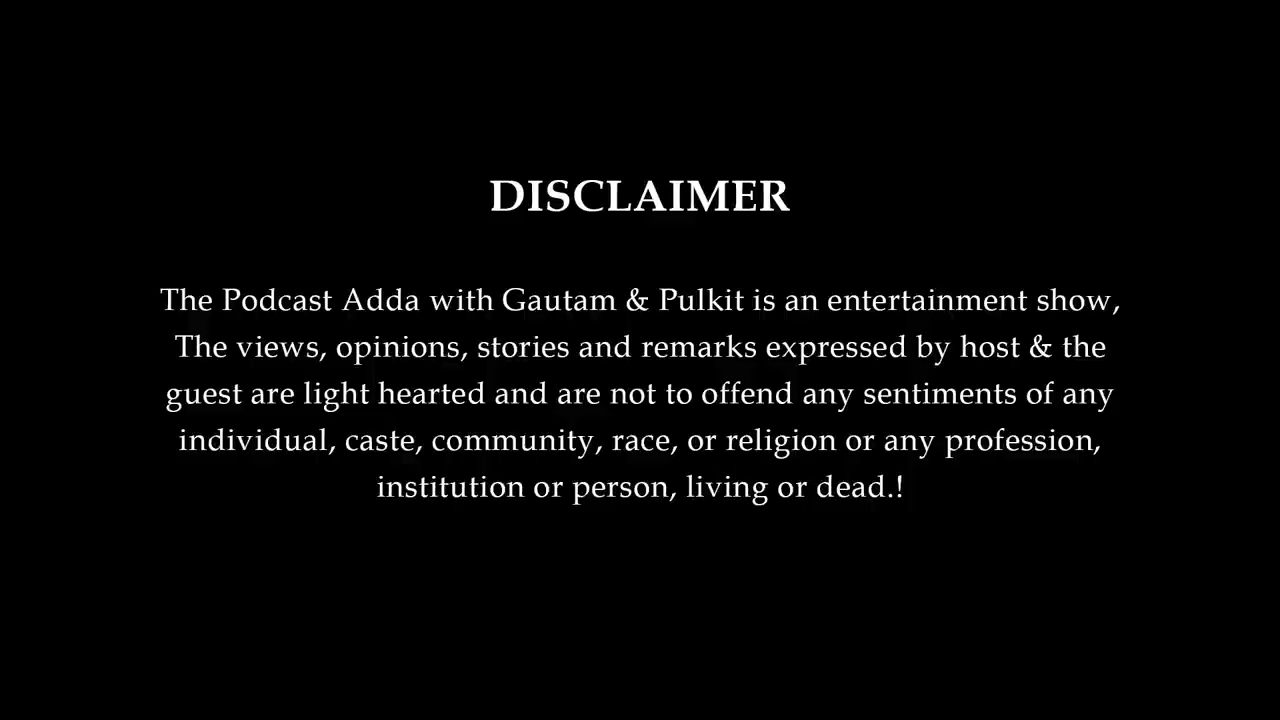 DISCLAIMER
The Podcast Adda with Gautam & Pulkit is an entertainment show,
The views, opinions, stories and remarks expressed by host & the
guest are light hearted and are not to offend any sentiments of any
individual, caste, community, race, or religion or any profession,
institution or person, living or dead.!